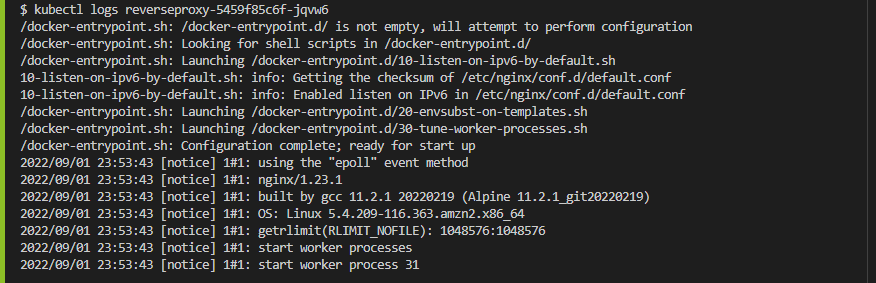 $ kubectl logs reverseproxy-5459f85c6f-jqvw6
/docker-entrypoint.sh: /docker-entrypoint.d/ is not empty, will attempt to perform configuration
/docker-entrypoint.sh: Looking for shell scripts in /docker-entrypoint.d/
/docker-entrypoint.sh: Launching /docker-entrypoint.d/10-listen-on-ipv6-by-default.sh
10-listen-on-ipv6-by-default.sh: info: Getting the checksum of /etc/nginx/conf.d/default.conf
10-listen-on-ipv6-by-default.sh: info: Enabled listen on IPv6 in /etc/nginx/conf.d/default.conf
/docker-entrypoint.sh: Launching /docker-entrypoint.d/20-envsubst-on-templates.sh
/docker-entrypoint.sh: Launching /docker-entrypoint.d/30-tune-worker-processes.sh
/docker-entrypoint.sh: Configuration complete; ready for start up
2022/09/01 23:53:43 [notice] 1#1: using the "epoll" event method
2022/09/01 23:53:43 [notice] 1#1: nginx/1.23.1
2022/09/01 23:53:43 [notice] 1#1: built by gcc 11.2.1 20220219 (Alpine 11.2.1_git20220219)
2022/09/01 23:53:43 [notice] 1#1: OS: Linux 5.4.209-116.363.amzn2.x86_64
2022/09/01 23:53:43 [notice] 1#1: getrlimit(RLIMIT_NOFILE): 1048576:1048576
2022/09/01 23:53:43 [notice] 1#1: start worker processes
2022/09/01 23:53:43 [notice] 1#1: start worker process 31